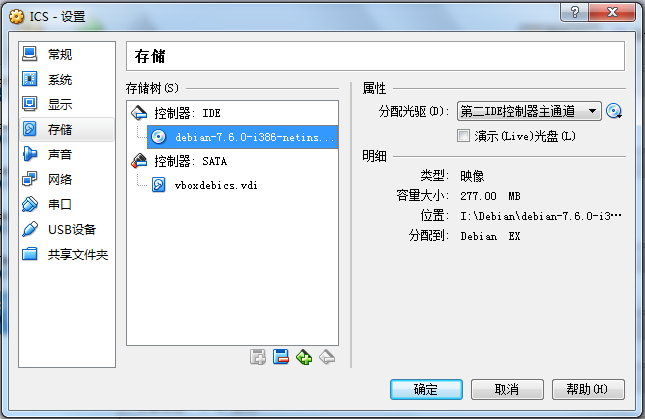 ICS - 设置
常规
系统
显示
存储
声音
网络
串口
USB设备
共享文件夹
存储
存储树(S)
控制器: IDE
debian-7.6.0-i386-netins...
控制器: SATA
vboxdebics.vdi
属性
分配光驱(D): 第二IDE控制器主通道
演示(Live)光盘(L)
明细
类型: 映像
容量大小: 277.00 MB
位置: I:\Debian\debian-7.6.0-i3…
分配到: Debian EX
确定 取消 帮助(H)